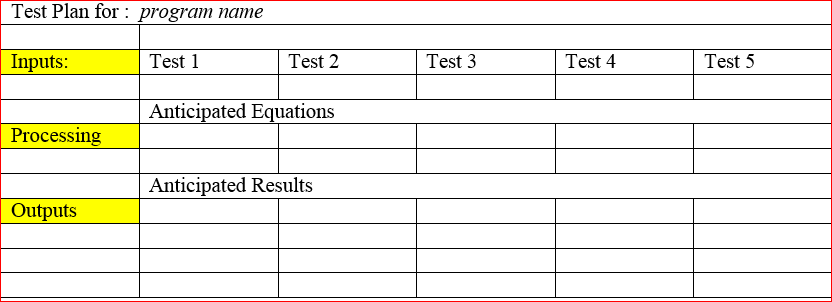 Test Plan for : program name
Inputs: Test 1 Test 2 Test 3 Test 4 Test 5
Anticipated Equations
Processing
Anticipated Results
Outputs